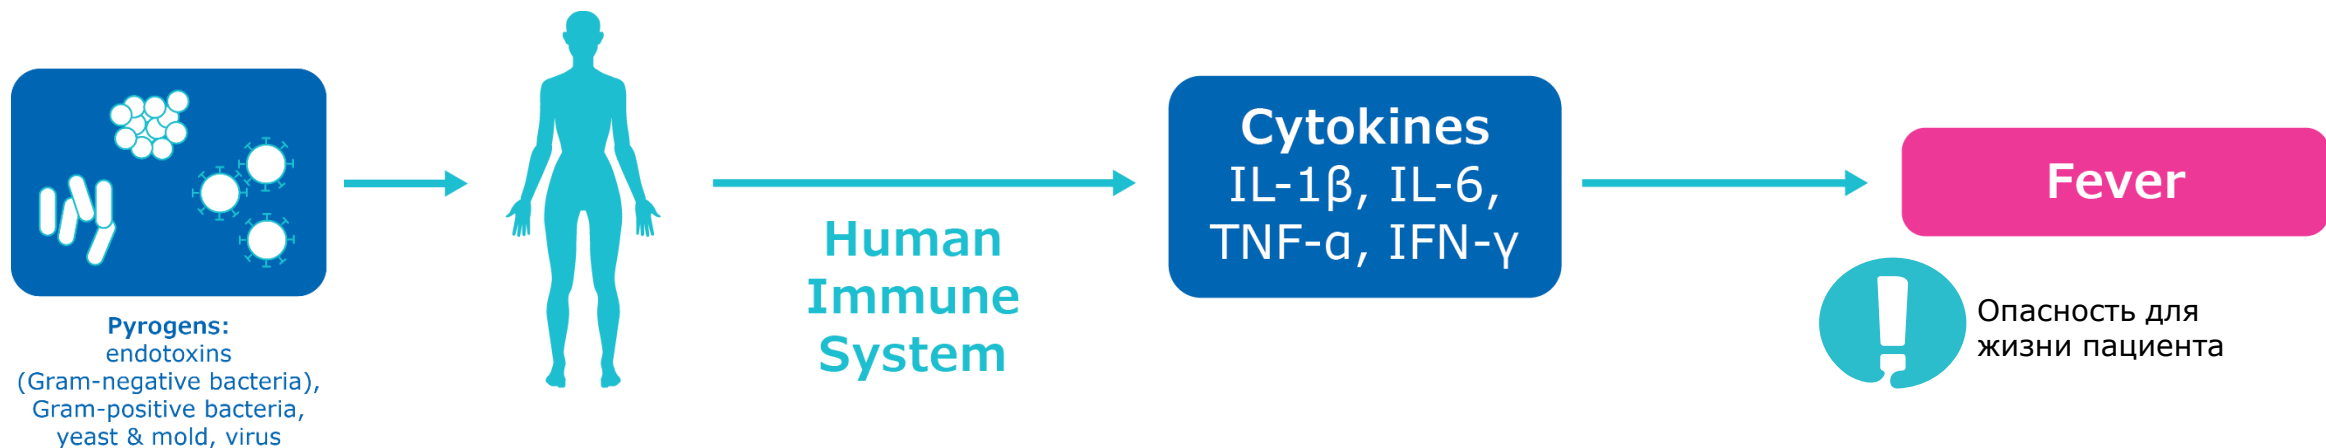 Pyrogens:
endotoxins
(Gram-negative bacteria),
Gram-positive bacteria,
yeast & mold, virus
Human
Immune
System
Cytokines
IL-1β, IL-6,
TNF-α, IFN-γ
Fever
Опасность для
жизни пациента